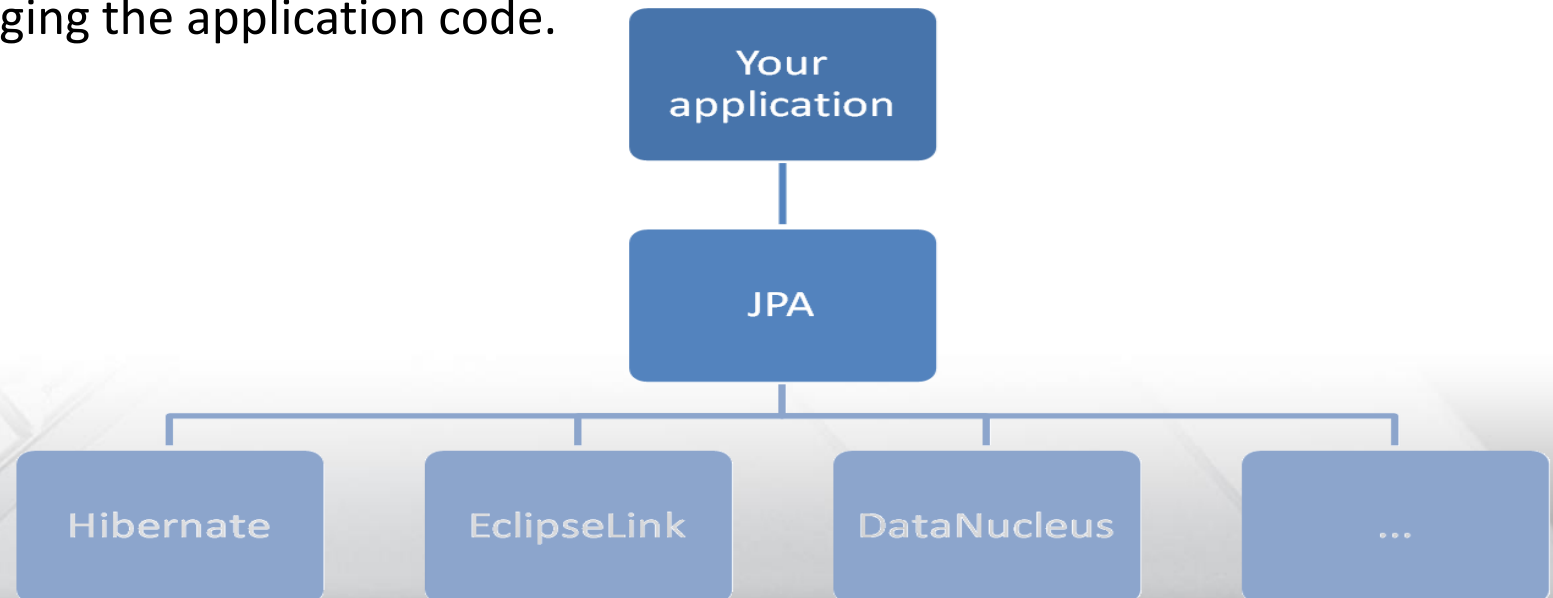 ging the application code.
Your
application
JPA
Hibernate
EclipseLink
DataNucleus
...